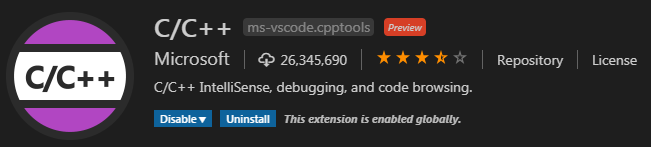 C/C++
C/C++ ms-vscode.cpptools Preview
Microsoft 26,345,690 Repository License
C/C++ IntelliSense, debugging, and code browsing.
Disable Uninstall This extension is enabled globally.